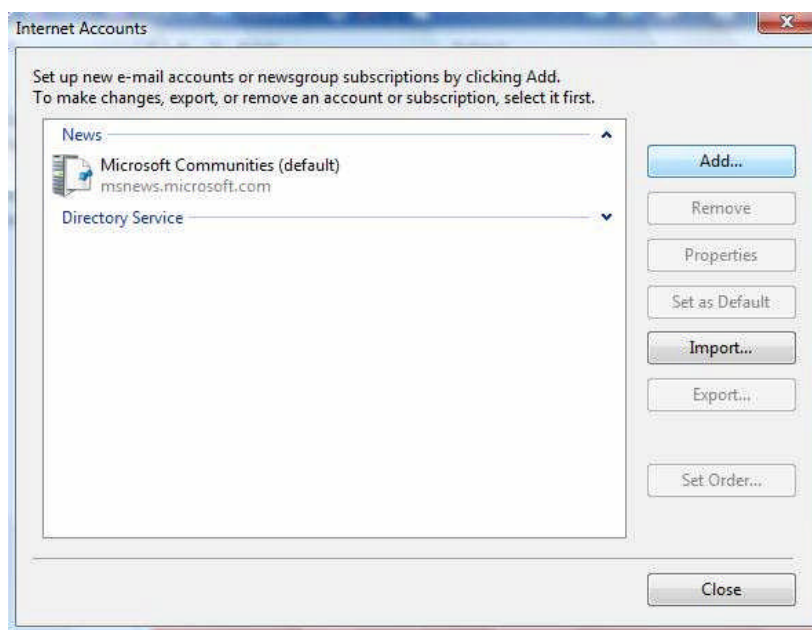 Internet Accounts
Set up new e-mail accounts or newsgroup subscriptions by clicking Add.
To make changes, export, or remove an account or subscription, select it first.
News
Microsoft Communities (default)
msnews.microsoft.com
Directory Service
Add...
Remove
Properties
Set as Default
Import...
Export...
Set Order...
Close